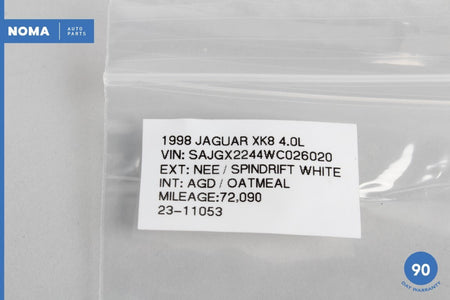 NOMA AUTO PARTS
1998 JAGUAR XK8 4.0L
VIN: SAJGX2244WC026020
EXT: NEE / SPINDRIFT WHITE
INT: AGD / OATMEAL
MILEAGE:72,090
23-11053
90
DAY WARRANTY